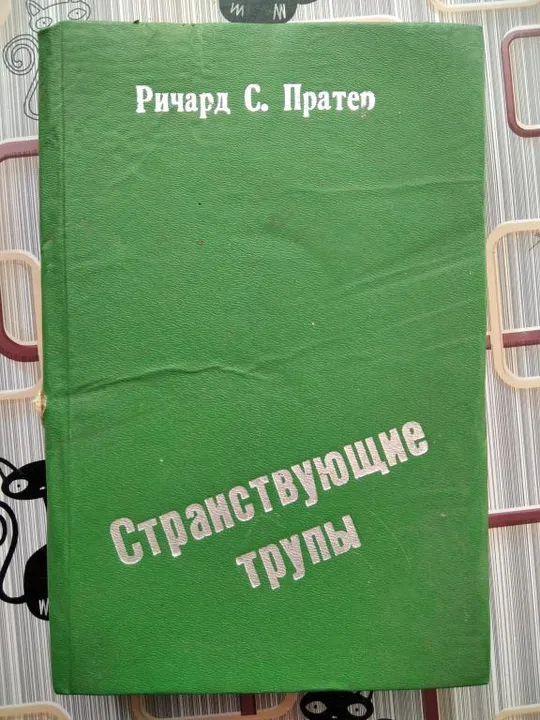 Ричард С. Пратер
Странствующие
трупы